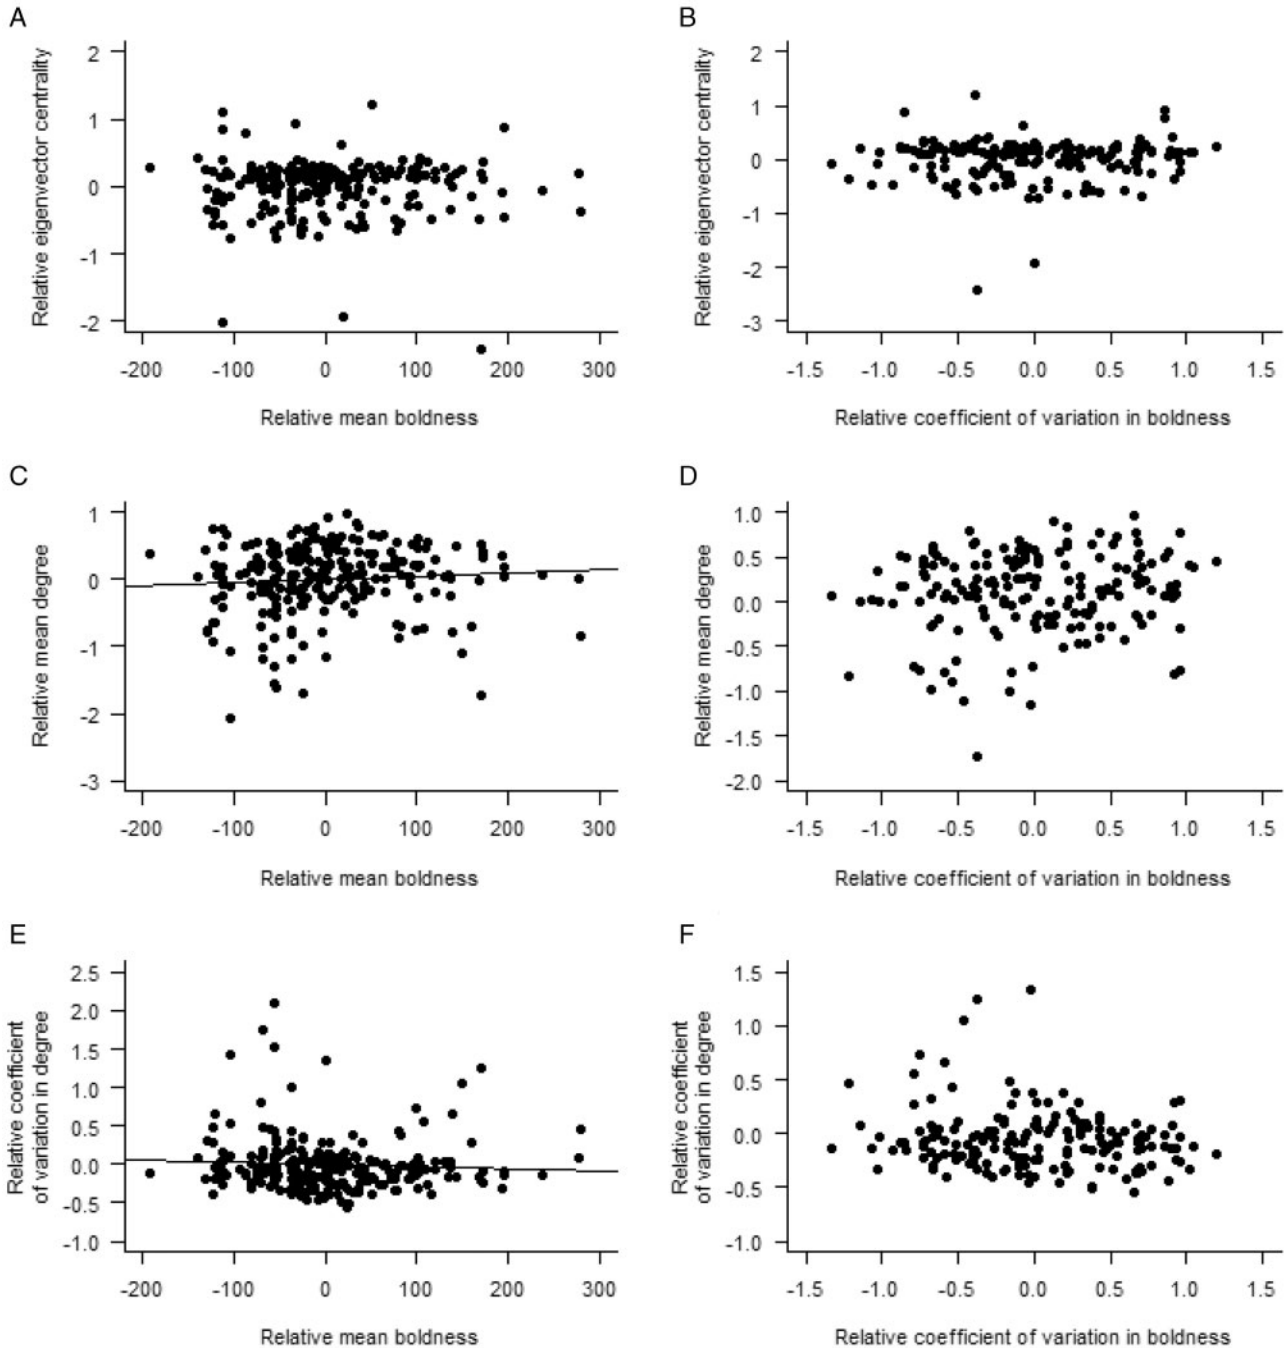 A
Relative eigenvector centrality
2
1
0
-1
-2
-200 -100 0 100 200 300
Relative mean boldness
B
Relative eigenvector centrality
2
1
0
-1
-2
-3
-1.5 -1.0 -0.5 0.0 0.5 1.0 1.5
Relative coefficient of variation in boldness
C
Relative mean degree
1
0
-1
-2
-3
-200 -100 0 100 200 300
Relative mean boldness
D
Relative mean degree
1.0
0.5
0.0
-0.5
-1.0
-1.5
-2.0
-1.5 -1.0 -0.5 0.0 0.5 1.0 1.5
Relative coefficient of variation in boldness
E
Relative coefficient
of variation in degree
2.5
2.0
1.5
1.0
0.5
0.0
-0.5
-1.0
-200 -100 0 100 200 300
Relative mean boldness
F
Relative coefficient
of variation in degree
1.5
1.0
0.5
0.0
-0.5
-1.0
-1.5 -1.0 -0.5 0.0 0.5 1.0 1.5
Relative coefficient of variation in boldness